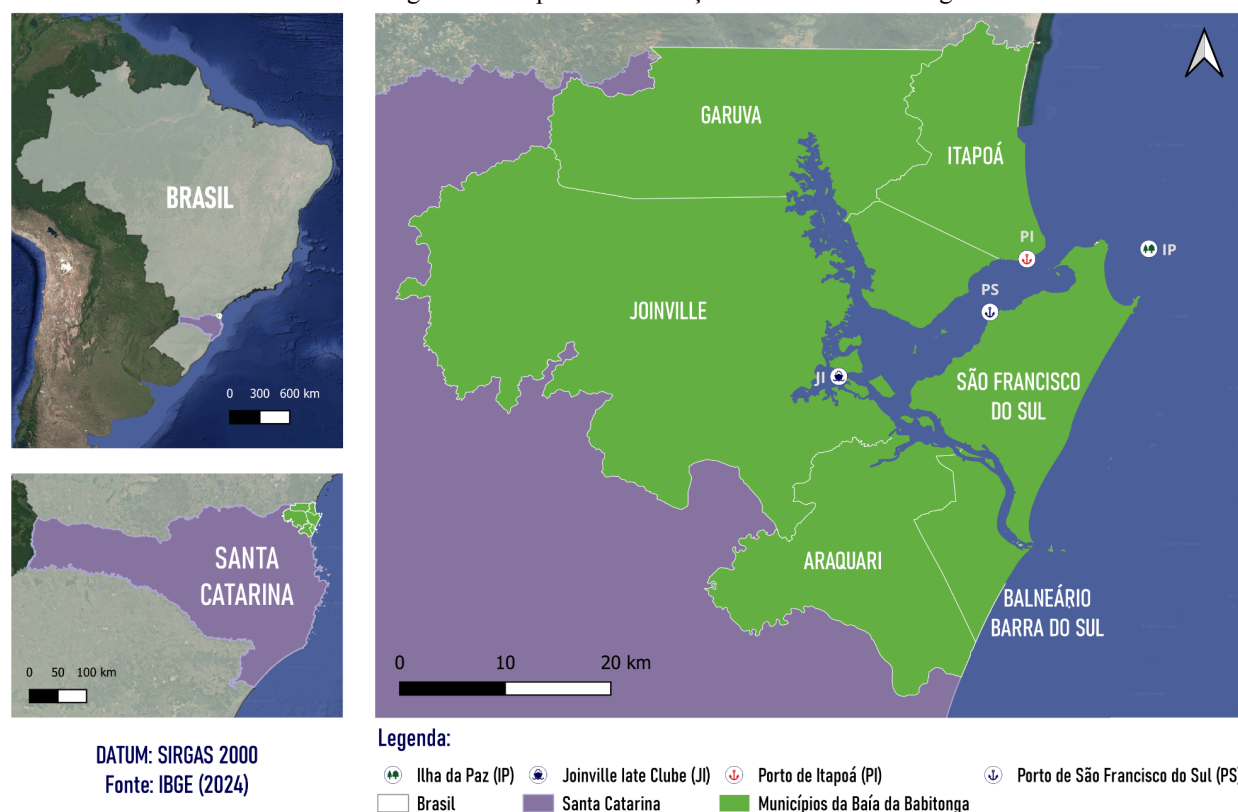 BRASIL
0 300 600 km
SANTA
CATARINA
0 50 100 km
DATUM: SIRGAS 2000
Fonte: IBGE (2024)
GARUVA
ITAPOÁ
PI
IP
PS
JOINVILLE
JI
SÃO FRANCISCO
DO SUL
ARAQUARI
BALNEÁRIO
BARRA DO SUL
0 10 20 km
Legenda:
Ilha da Paz (IP) Joinville Iate Clube (JI) Porto de Itapoá (PI) Porto de São Francisco do Sul (PS)
Brasil Santa Catarina Municípios da Baía da Babitonga